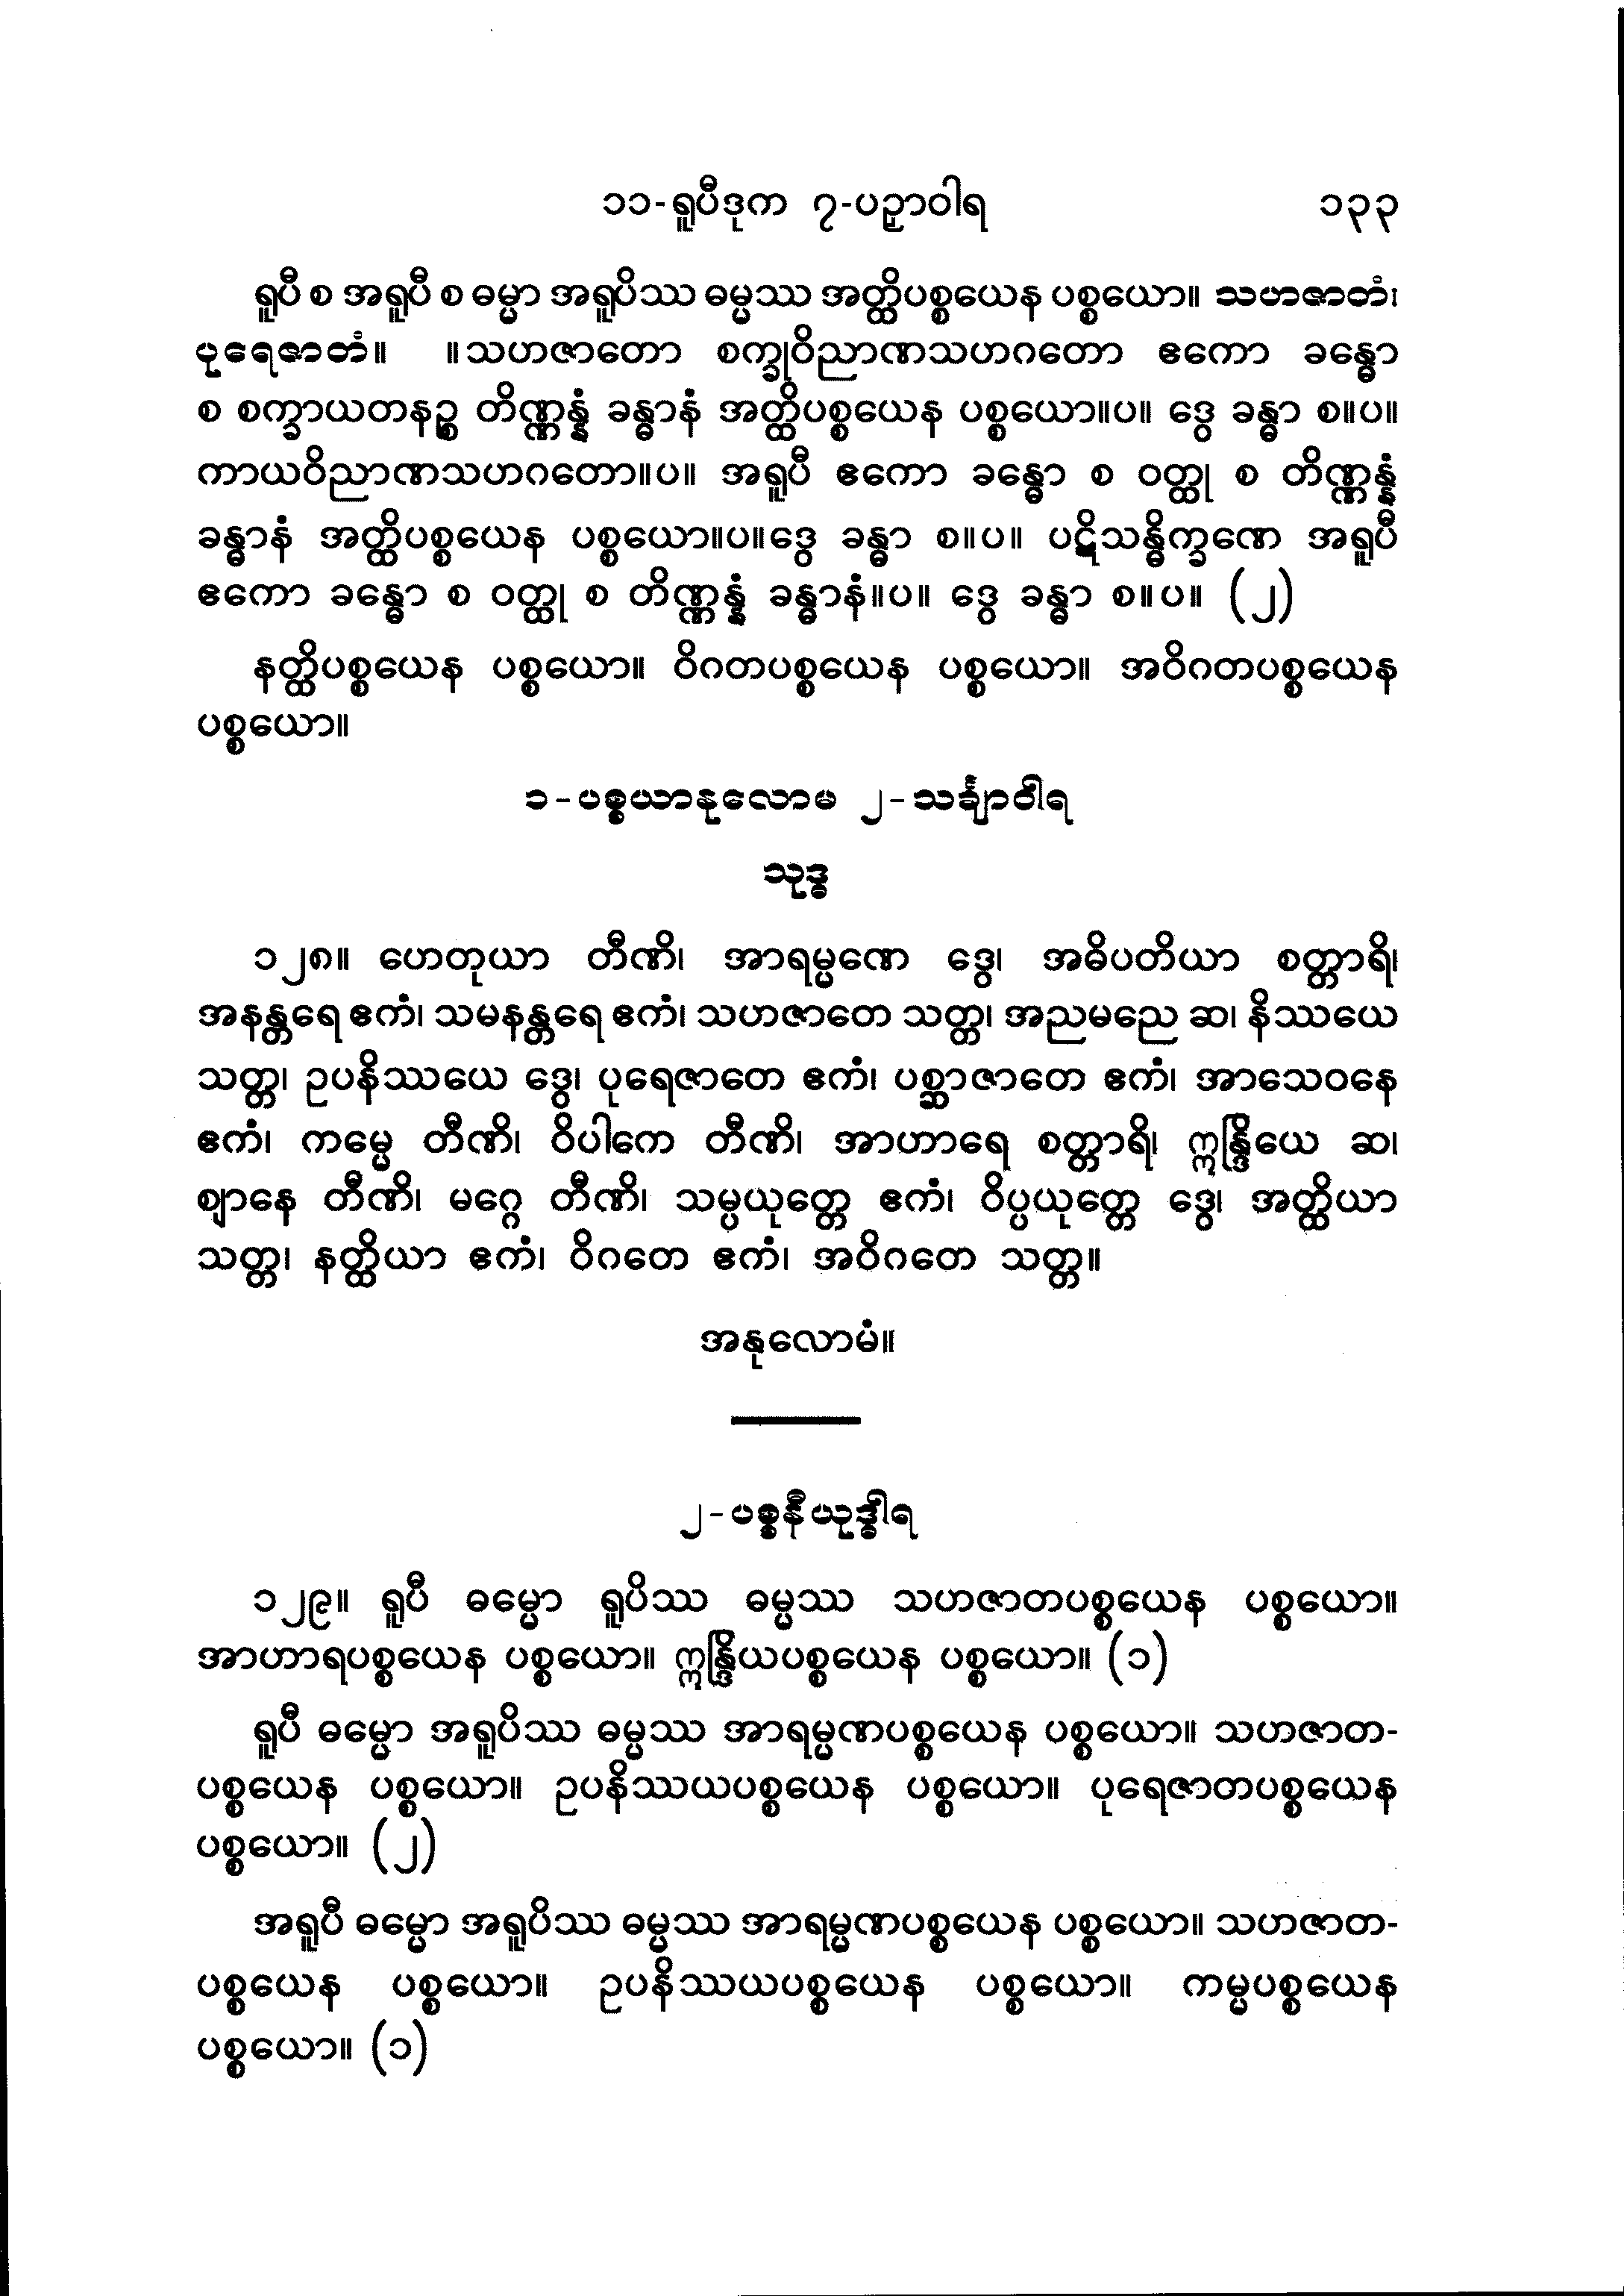 ၁၁-ရူပီဒုက ၇-ပဉှာဝါရ ၁၃၃
ရူပီ စ အရူပီ စ ဓမ္မာ အရူပိဿ ဓမ္မဿ အတ္ထိပစ္စယေန ပစ္စယော။ သဟဇာတံ၊
ပုရေဇာတံ။ ။သဟဇာတော စက္ခုဝိညာဏသဟဂတော ဧကော ခန္ဓော
စ စက္ခာယတနဉ္စ တိဏ္ဏန္နံ ခန္ဓာနံ အတ္ထိပစ္စယေန ပစ္စယော။ပ။ ဒွေ ခန္ဓာ စ။ပ။
ကာယဝိညာဏသဟဂတော။ပ။ အရူပီ ဧကော ခန္ဓော စ ဝတ္ထု စ တိဏ္ဏန္နံ
ခန္ဓာနံ အတ္ထိပစ္စယေန ပစ္စယော။ပ။ဒွေ ခန္ဓာ စ။ပ။ ပဋိသန္ဓိက္ခဏေ အရူပီ
ဧကော ခန္ဓော စ ဝတ္ထု စ တိဏ္ဏန္နံ ခန္ဓာနံ။ပ။ ဒွေ ခန္ဓာ စ။ပ။ (၂)
နတ္ထိပစ္စယေန ပစ္စယော။ ဝိဂတပစ္စယေန ပစ္စယော။ အဝိဂတပစ္စယေန
ပစ္စယော။
၁-ပစ္စယာနုလောမ ၂-သင်္ချာဝါရ
သုဒ္ဓ
၁၂၈။ ဟေတုယာ တီဏိ၊ အာရမ္မဏေ ဒွေ၊ အဓိပတိယာ စတ္တာရိ၊
အနန္တရေ ဧကံ၊ သမနန္တရေ ဧကံ၊ သဟဇာတေ သတ္တ၊ အညမညေ ဆ၊ နိဿယေ
သတ္တ၊ ဥပနိဿယေ ဒွေ၊ ပုရေဇာတေ ဧကံ၊ ပစ္ဆာဇာတေ ဧကံ၊ အာသေဝနေ
ဧကံ၊ ကမ္မေ တီဏိ၊ ဝိပါကေ တီဏိ၊ အာဟာရေ စတ္တာရိ၊ ဣန္ဒြိယေ ဆ၊
ဈာနေ တီဏိ၊ မဂ္ဂေ တီဏိ၊ သမ္ပယုတ္တေ ဧကံ၊ ဝိပ္ပယုတ္တေ ဒွေ၊ အတ္ထိယာ
သတ္တ၊ နတ္ထိယာ ဧကံ၊ ဝိဂတေ ဧကံ၊ အဝိဂတေ သတ္တ။
အနုလောမံ။
၂-ပစ္စနီယုဒ္ဓါရ
၁၂၉။ ရူပီ ဓမ္မော ရူပိဿ ဓမ္မဿ သဟဇာတပစ္စယေန ပစ္စယော။
အာဟာရပစ္စယေန ပစ္စယော။ ဣန္ဒြိယပစ္စယေန ပစ္စယော။ (၁)
ရူပီ ဓမ္မော အရူပိဿ ဓမ္မဿ အာရမ္မဏပစ္စယေန ပစ္စယော။ သဟဇာတ-
ပစ္စယေန ပစ္စယော။ ဥပနိဿယပစ္စယေန ပစ္စယော။ ပုရေဇာတပစ္စယေန
ပစ္စယော။ (၂)
အရူပီ ဓမ္မော အရူပိဿ ဓမ္မဿ အာရမ္မဏပစ္စယေန ပစ္စယော။ သဟဇာတ-
ပစ္စယေန ပစ္စယော။ ဥပနိဿယပစ္စယေန ပစ္စယော။ ကမ္မပစ္စယေန
ပစ္စယော။ (၁)